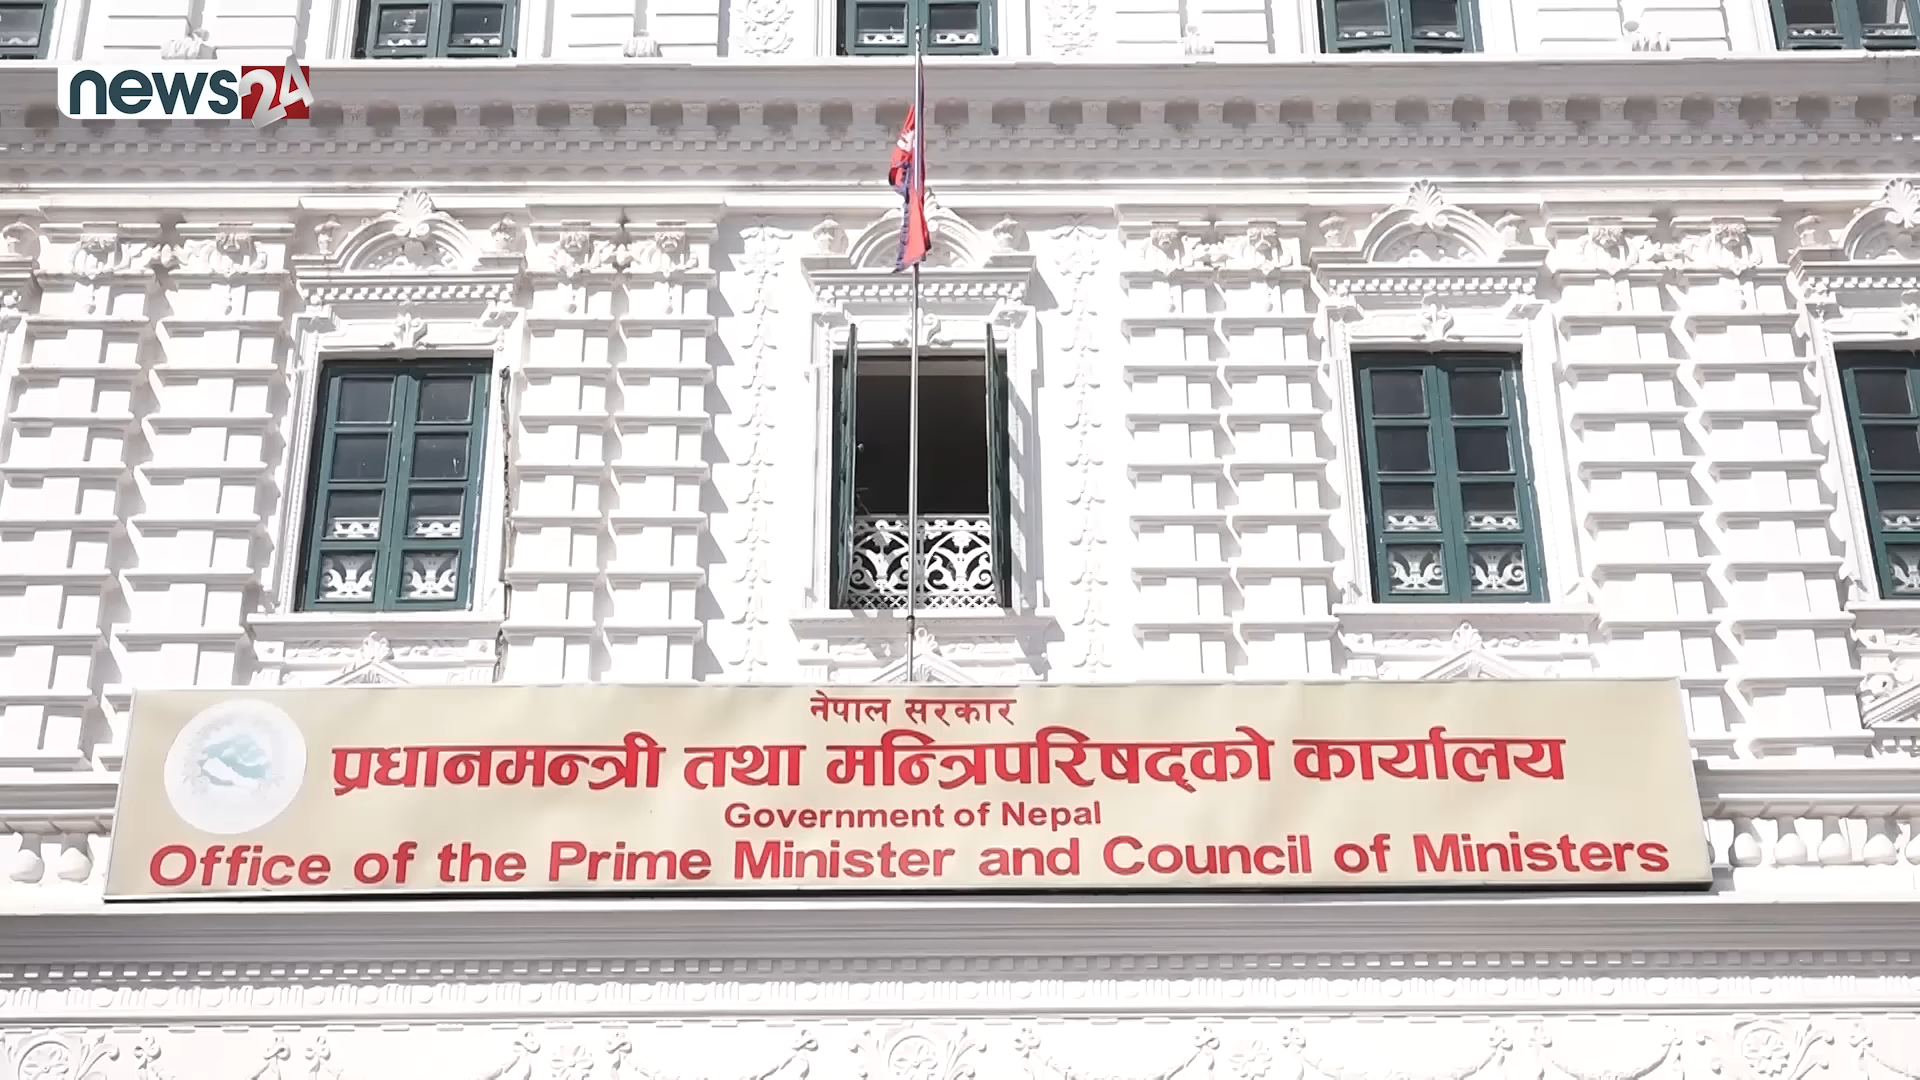 news24
नेपाल सरकार
प्रधानमन्त्री तथा मन्त्रिपरिषद्को कार्यालय
Government of Nepal
Office of the Prime Minister and Council of Ministers